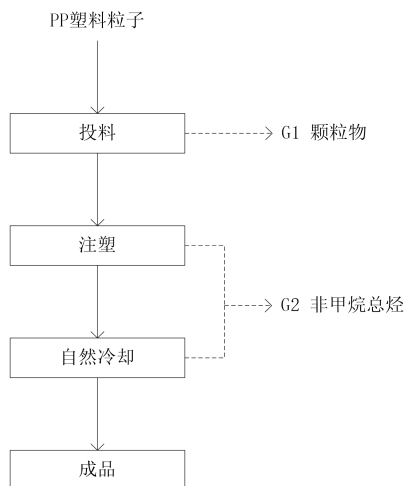 PP塑料粒子
投料
G1 颗粒物
注塑
G2 非甲烷总烃
自然冷却
成品